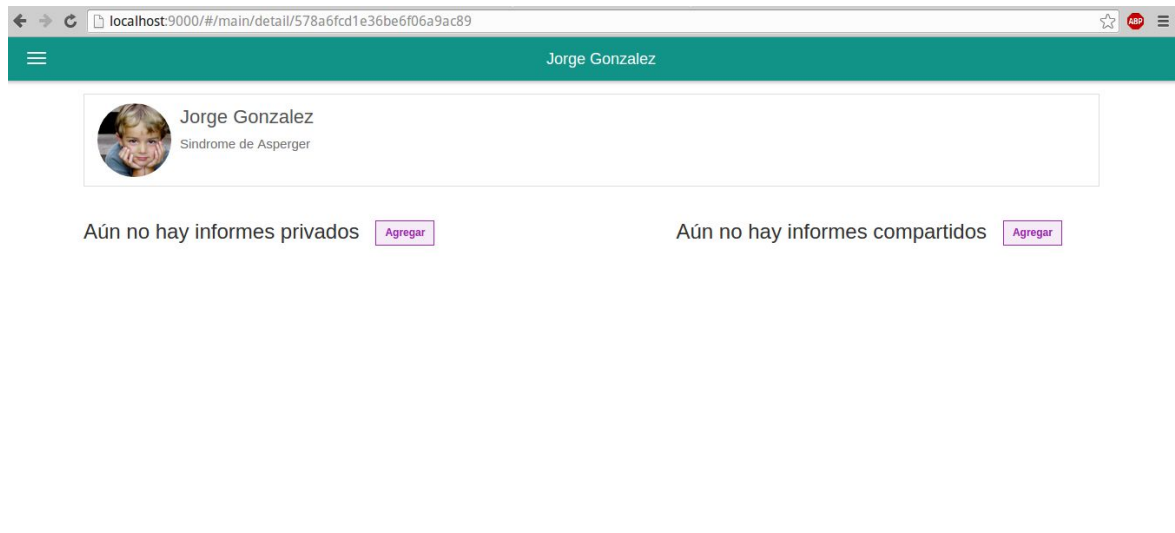 localhost:9000/#/main/detail/578a6fcd1e36be6f06a9ac89
ABP
Jorge Gonzalez
Jorge Gonzalez
Sindrome de Asperger
Aún no hay informes privados Agregar
Aún no hay informes compartidos Agregar